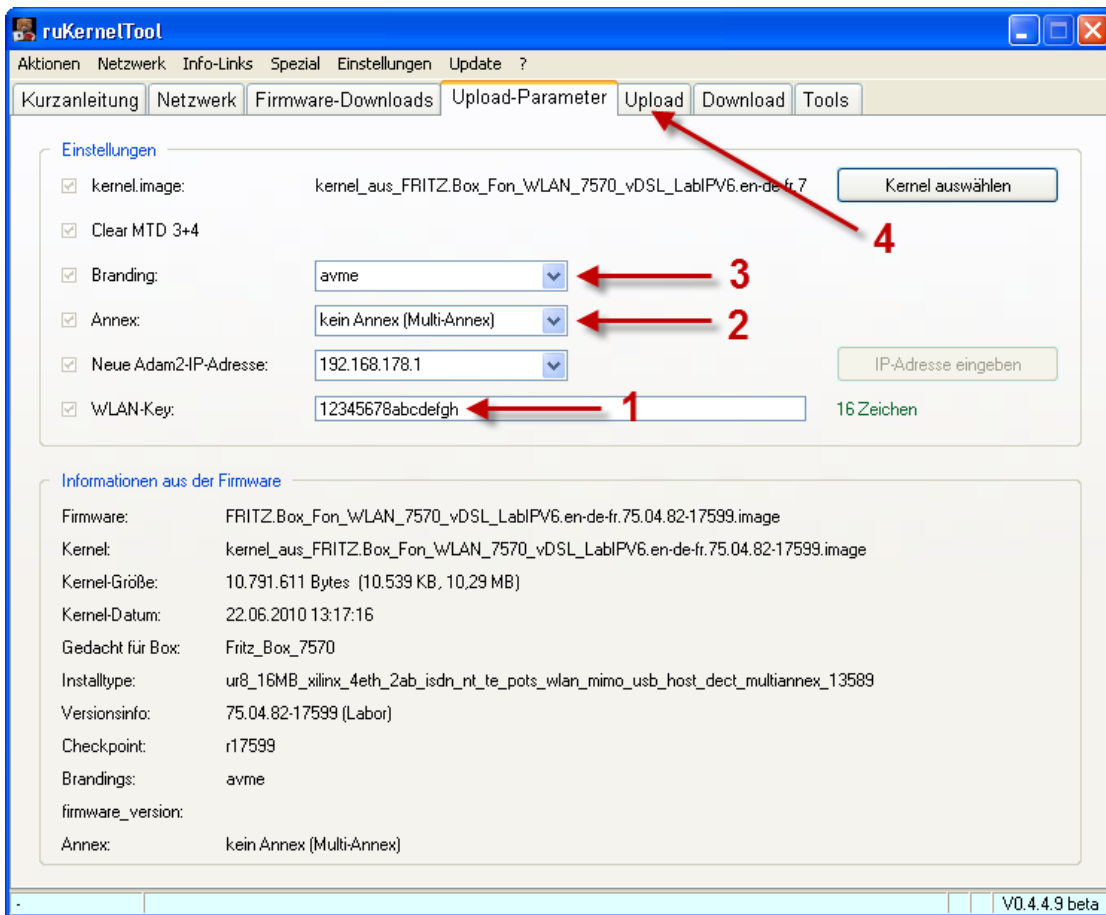 ruKernelTool
Aktionen Netzwerk Info-Links Spezial Einstellungen Update ?
Kurzanleitung Netzwerk Firmware-Downloads Upload-Parameter Upload Download Tools
Einstellungen
kernel.image: kernel_aus_FRITZ.Box_Fon_WLAN_7570_vDSL_LabIPV6.en-de-fr.7 Kernel auswählen
Clear MTD 3+4
4
Branding: avme 3
Annex: kein Annex (Multi-Annex) 2
Neue Adam2-IP-Adresse: 192.168.178.1 IP-Adresse eingeben
WLAN-Key: 12345678abcdefgh 1 16 Zeichen
Informationen aus der Firmware
Firmware: FRITZ.Box_Fon_WLAN_7570_vDSL_LabIPV6.en-de-fr.75.04.82-17599.image
Kernel: kernel_aus_FRITZ.Box_Fon_WLAN_7570_vDSL_LabIPV6.en-de-fr.75.04.82-17599.image
Kernel-Größe: 10.791.611 Bytes (10.539 KB, 10,29 MB)
Kernel-Datum: 22.06.2010 13:17:16
Gedacht für Box: Fritz_Box_7570
Installtype: ur8_16MB_xilinx_4eth_2ab_isdn_nt_te_pots_wlan_mimo_usb_host_dect_multiannex_13589
Versionsinfo: 75.04.82-17599 (Labor)
Checkpoint: r17599
Brandings: avme
firmware_version:
Annex: kein Annex (Multi-Annex)
- V0.4.4.9 beta